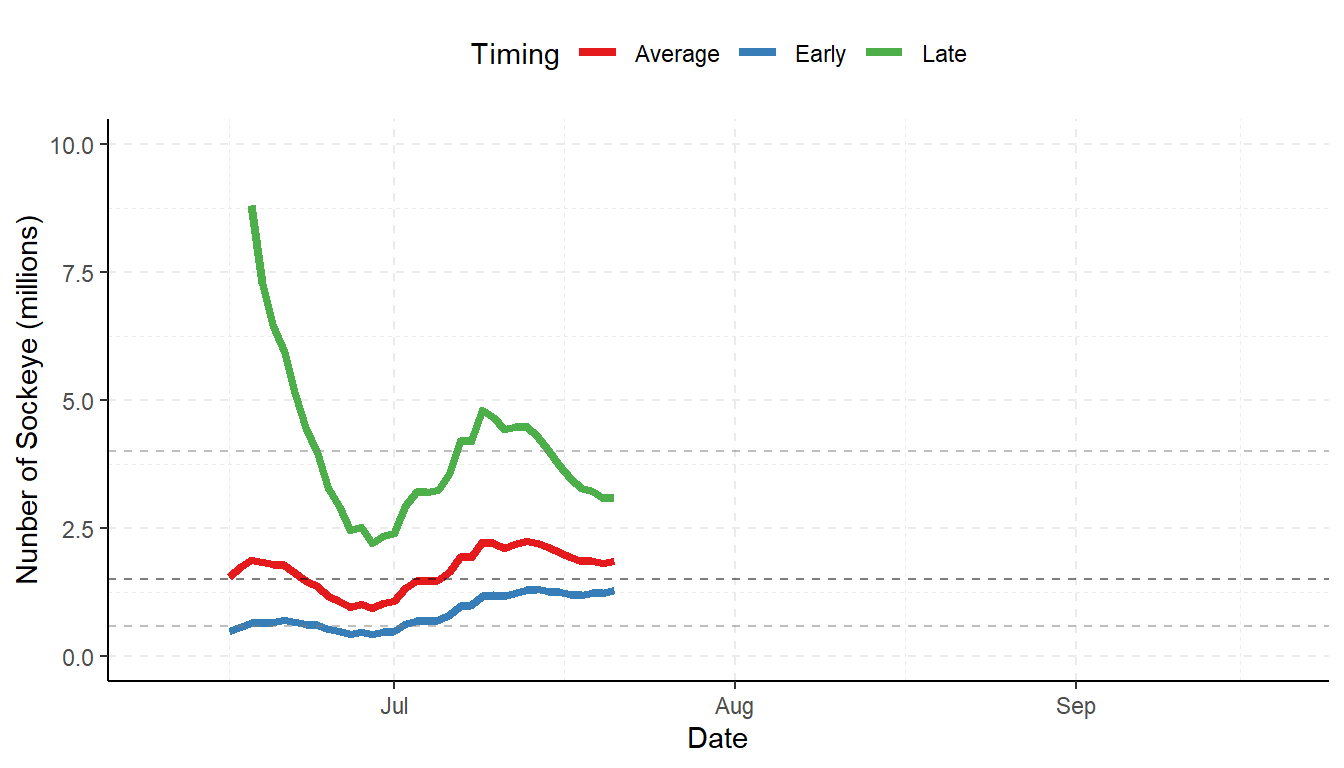 Timing Average Early Late
10.0
7.5
5.0
2.5
0.0
Nunber of Sockeye (millions)
Jul Aug Sep
Date